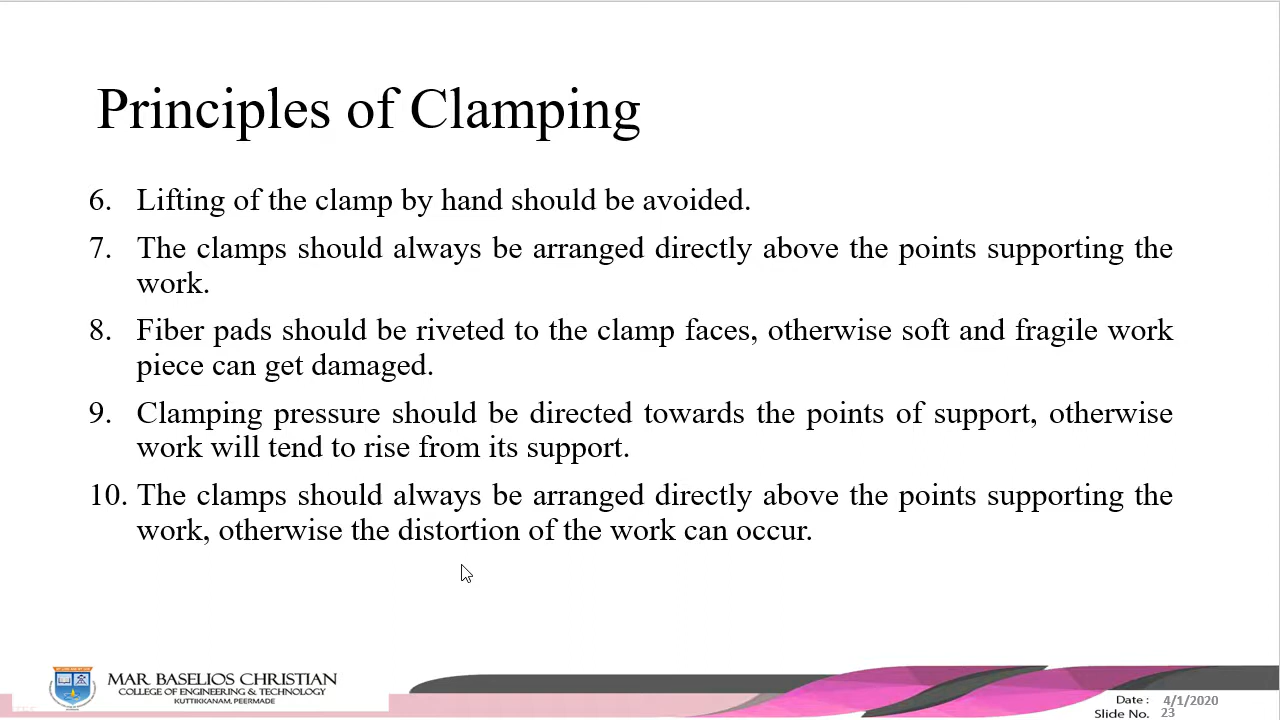 Principles of Clamping
6. Lifting of the clamp by hand should be avoided.
7. The clamps should always be arranged directly above the points supporting the
work.
8. Fiber pads should be riveted to the clamp faces, otherwise soft and fragile work
piece can get damaged.
9. Clamping pressure should be directed towards the points of support, otherwise
work will tend to rise from its support.
10. The clamps should always be arranged directly above the points supporting the
work, otherwise the distortion of the work can occur.
MAR BASELIOS CHRISTIAN
COLLEGE OF ENGINEERING & TECHNOLOGY
KUTTIKKANAM, PEERMADE
Date : 4/1/2020
Slide No. 23